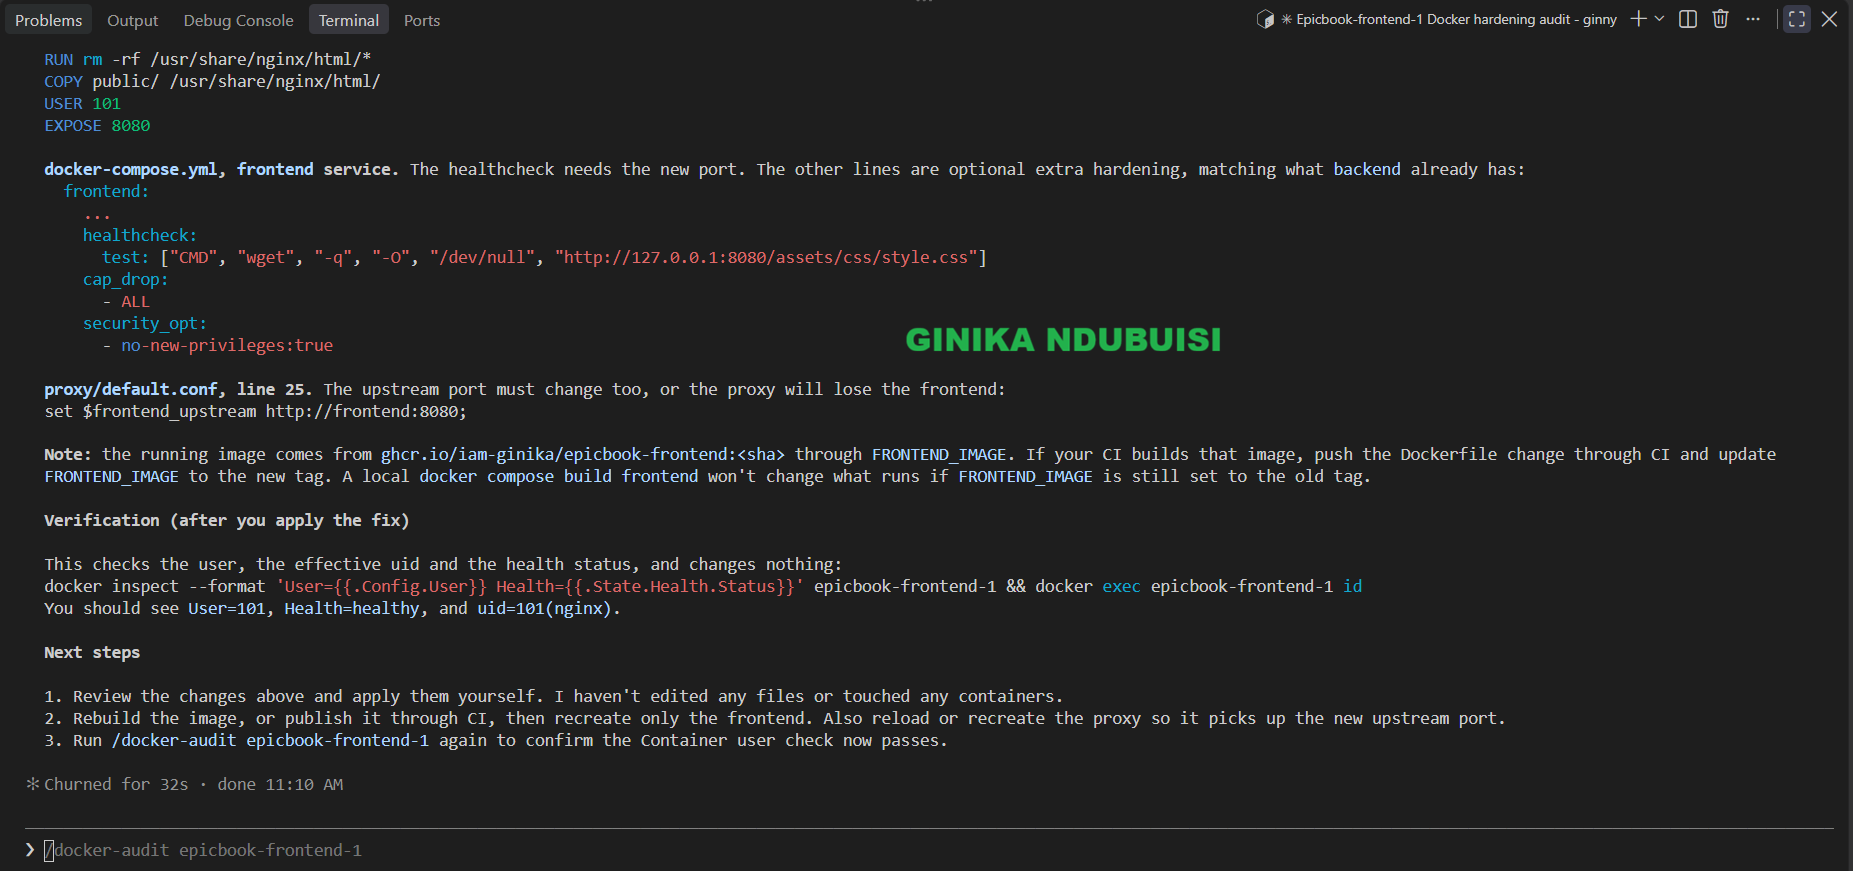 Problems Output Debug Console Terminal Ports
✳ Epicbook-frontend-1 Docker hardening audit - ginny
RUN rm -rf /usr/share/nginx/html/*
COPY public/ /usr/share/nginx/html/
USER 101
EXPOSE 8080
docker-compose.yml, frontend service. The healthcheck needs the new port. The other lines are optional extra hardening, matching what backend already has:
frontend:
...
healthcheck:
test: ["CMD", "wget", "-q", "-O", "/dev/null", "http://127.0.0.1:8080/assets/css/style.css"]
cap_drop:
- ALL
security_opt:
- no-new-privileges:true
GINIKA NDUBUISI
proxy/default.conf, line 25. The upstream port must change too, or the proxy will lose the frontend:
set $frontend_upstream http://frontend:8080;
Note: the running image comes from ghcr.io/iam-ginika/epicbook-frontend:<sha> through FRONTEND_IMAGE. If your CI builds that image, push the Dockerfile change through CI and update
FRONTEND_IMAGE to the new tag. A local docker compose build frontend won't change what runs if FRONTEND_IMAGE is still set to the old tag.
Verification (after you apply the fix)
This checks the user, the effective uid and the health status, and changes nothing:
docker inspect --format 'User={{.Config.User}} Health={{.State.Health.Status}}' epicbook-frontend-1 && docker exec epicbook-frontend-1 id
You should see User=101, Health=healthy, and uid=101(nginx).
Next steps
1. Review the changes above and apply them yourself. I haven't edited any files or touched any containers.
2. Rebuild the image, or publish it through CI, then recreate only the frontend. Also reload or recreate the proxy so it picks up the new upstream port.
3. Run /docker-audit epicbook-frontend-1 again to confirm the Container user check now passes.
✻ Churned for 32s · done 11:10 AM
❯ /docker-audit epicbook-frontend-1